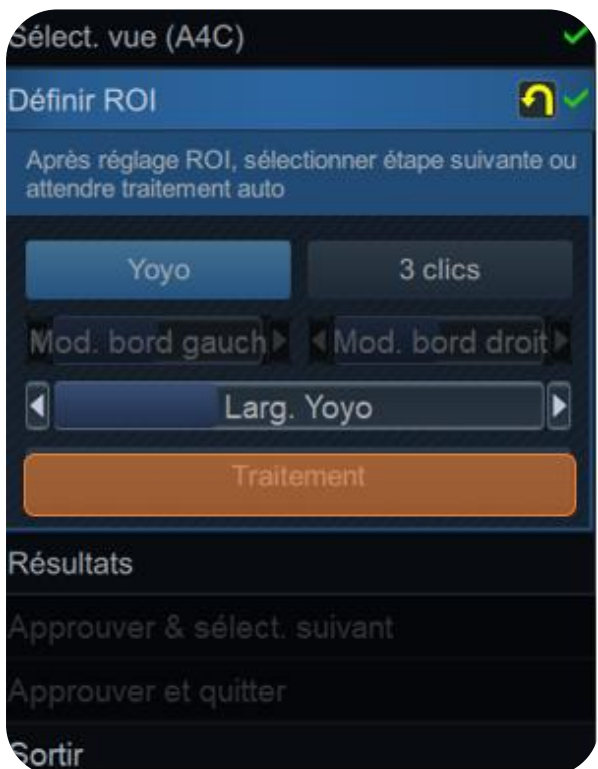 Sélect. vue (A4C)
Définir ROI
Après réglage ROI, sélectionner étape suivante ou
attendre traitement auto
Yoyo
3 clics
Mod. bord gauch
Mod. bord droit
Larg. Yoyo
Traitement
Résultats
Approuver & sélect. suivant
Approuver et quitter
Sortir